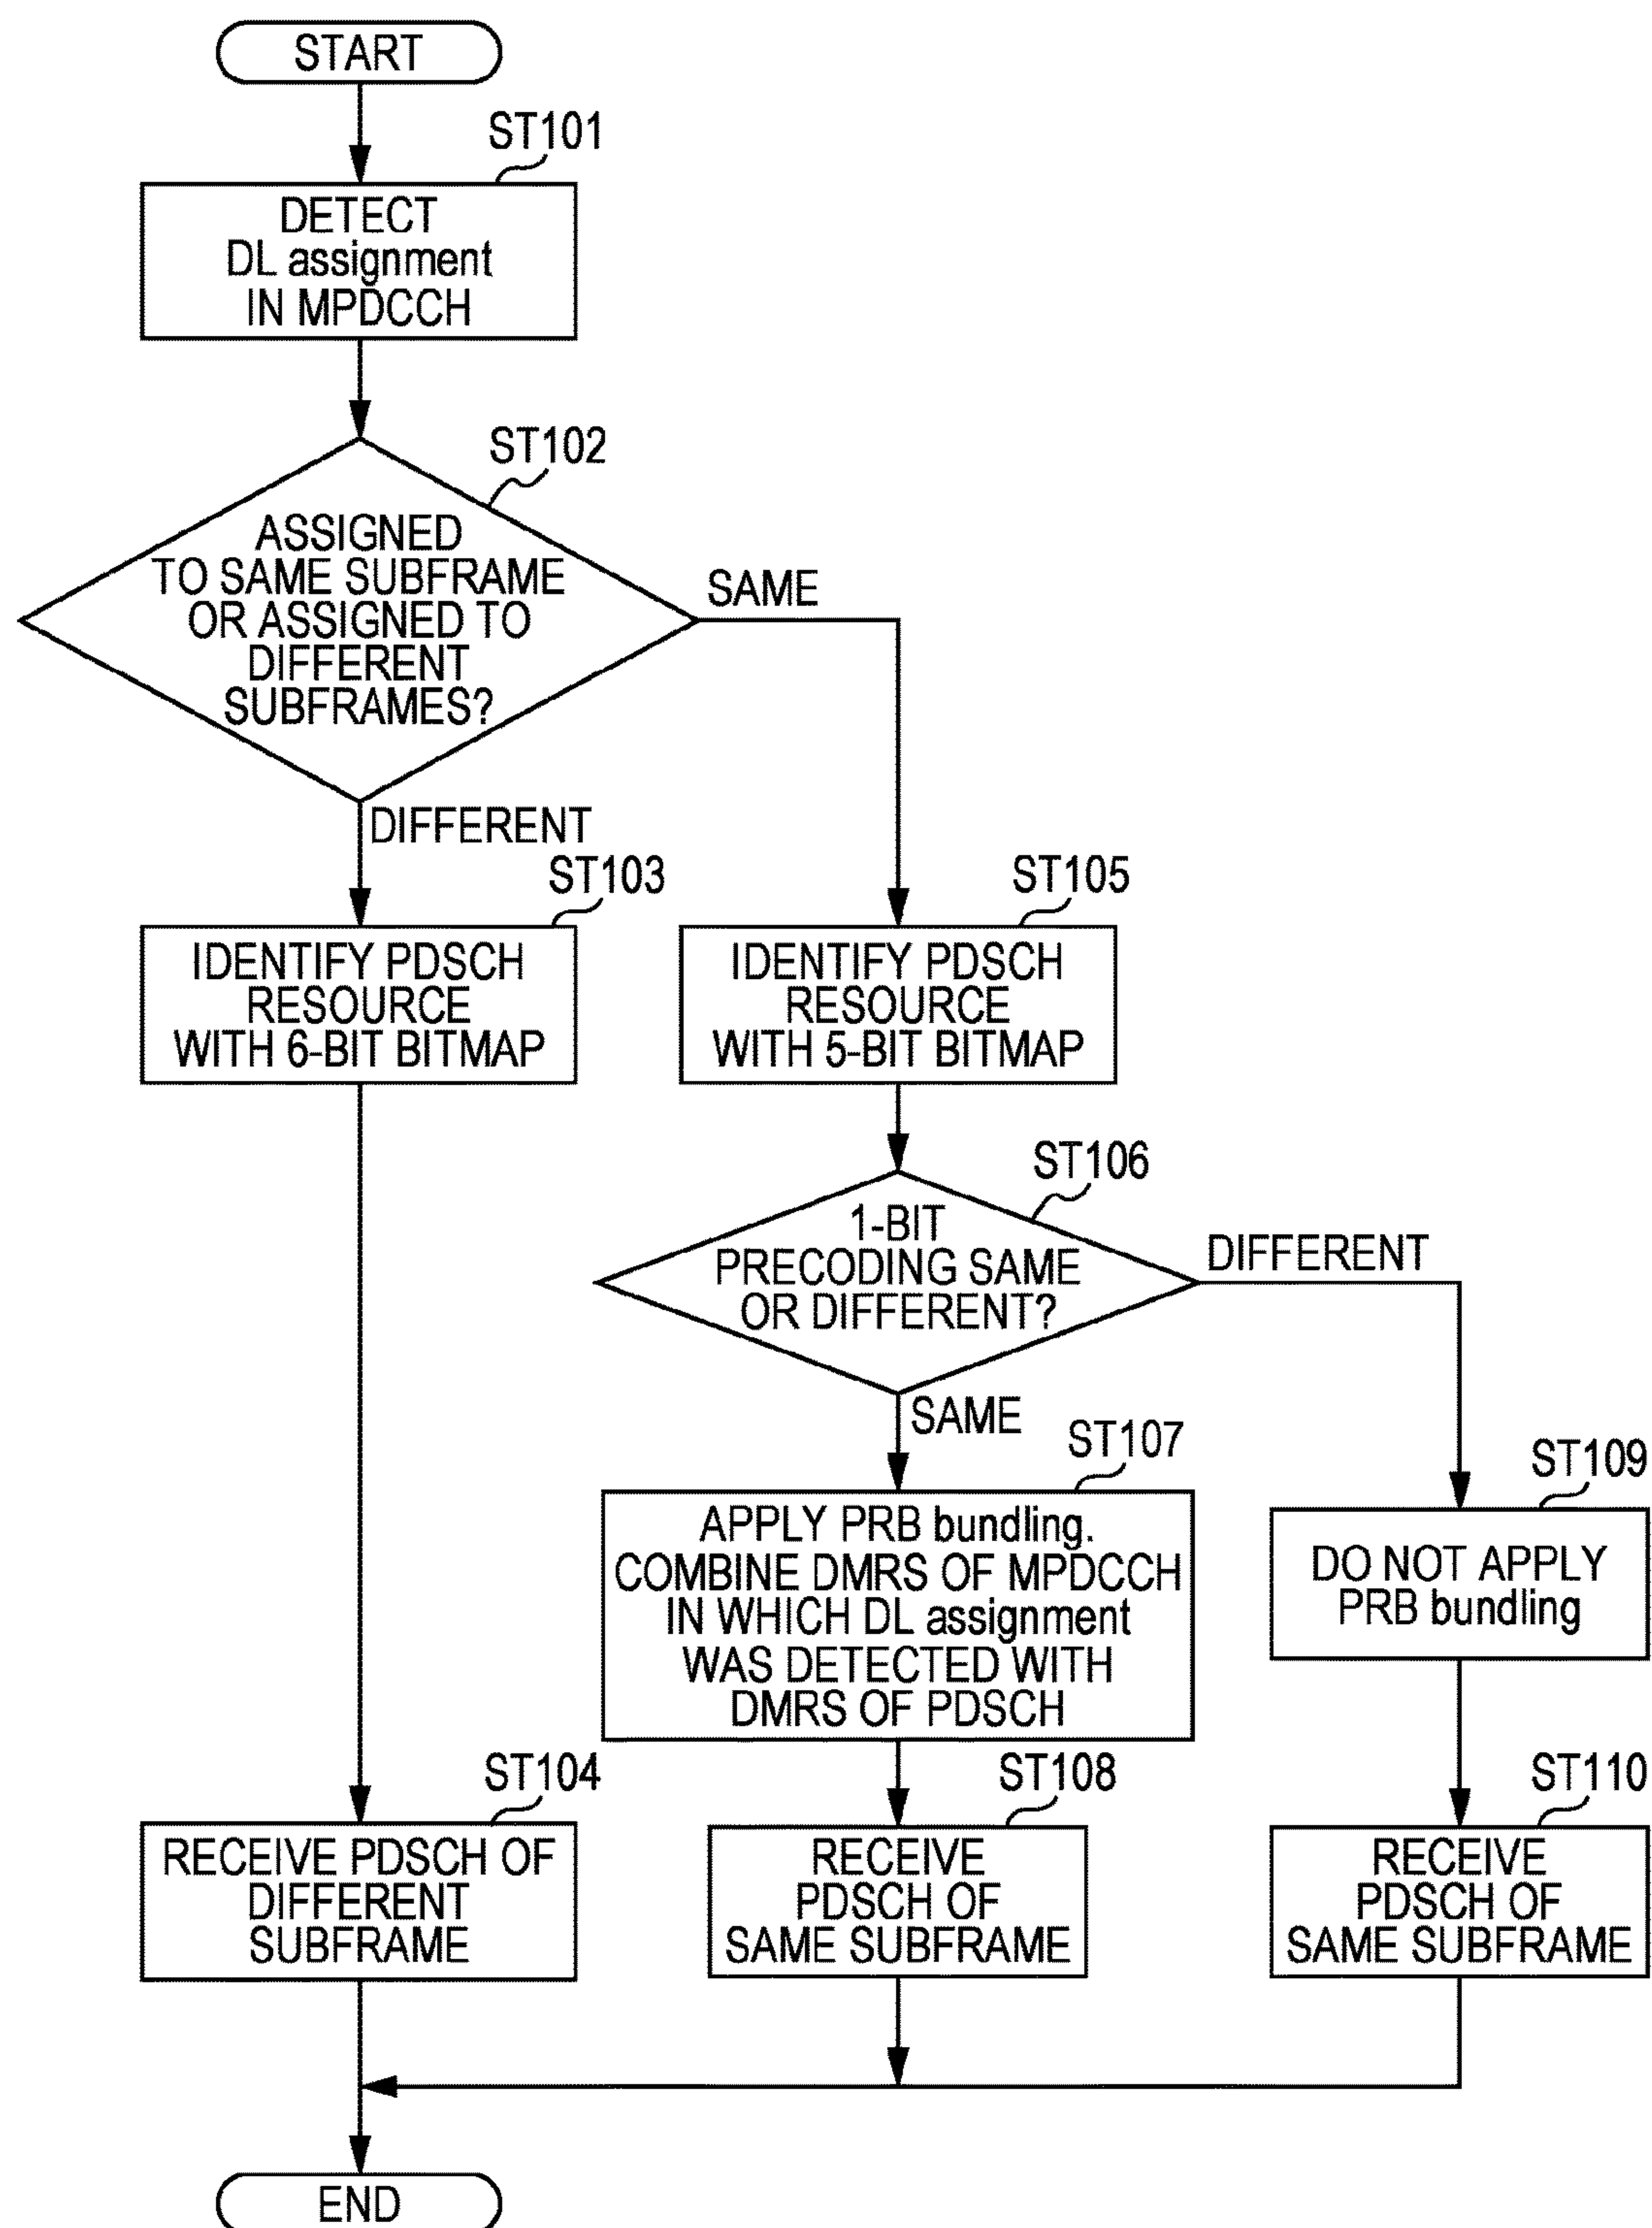 START
ST101
DETECT
DL assignment
IN MPDCCH
ST102
ASSIGNED
TO SAME SUBFRAME
OR ASSIGNED TO
DIFFERENT
SUBFRAMES?
SAME
DIFFERENT
ST103
IDENTIFY PDSCH
RESOURCE
WITH 6-BIT BITMAP
ST105
IDENTIFY PDSCH
RESOURCE
WITH 5-BIT BITMAP
ST106
1-BIT
PRECODING SAME
OR DIFFERENT?
DIFFERENT
SAME
ST107
APPLY PRB bundling.
COMBINE DMRS OF MPDCCH
IN WHICH DL assignment
WAS DETECTED WITH
DMRS OF PDSCH
ST109
DO NOT APPLY
PRB bundling
ST104
RECEIVE PDSCH OF
DIFFERENT
SUBFRAME
ST108
RECEIVE
PDSCH OF
SAME SUBFRAME
ST110
RECEIVE
PDSCH OF
SAME SUBFRAME
END